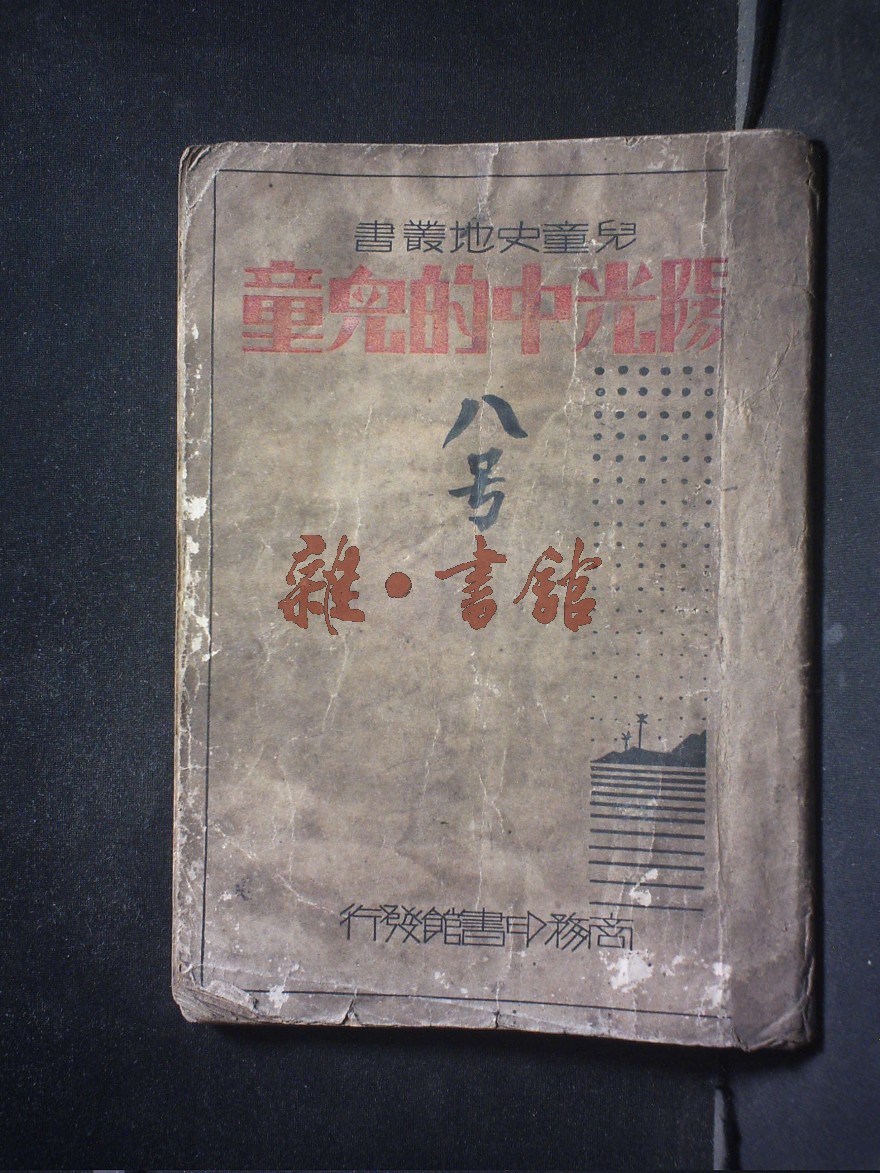 兒童史地叢書
陽光中的兒童
八
号
雜·書館
商務印書館發行